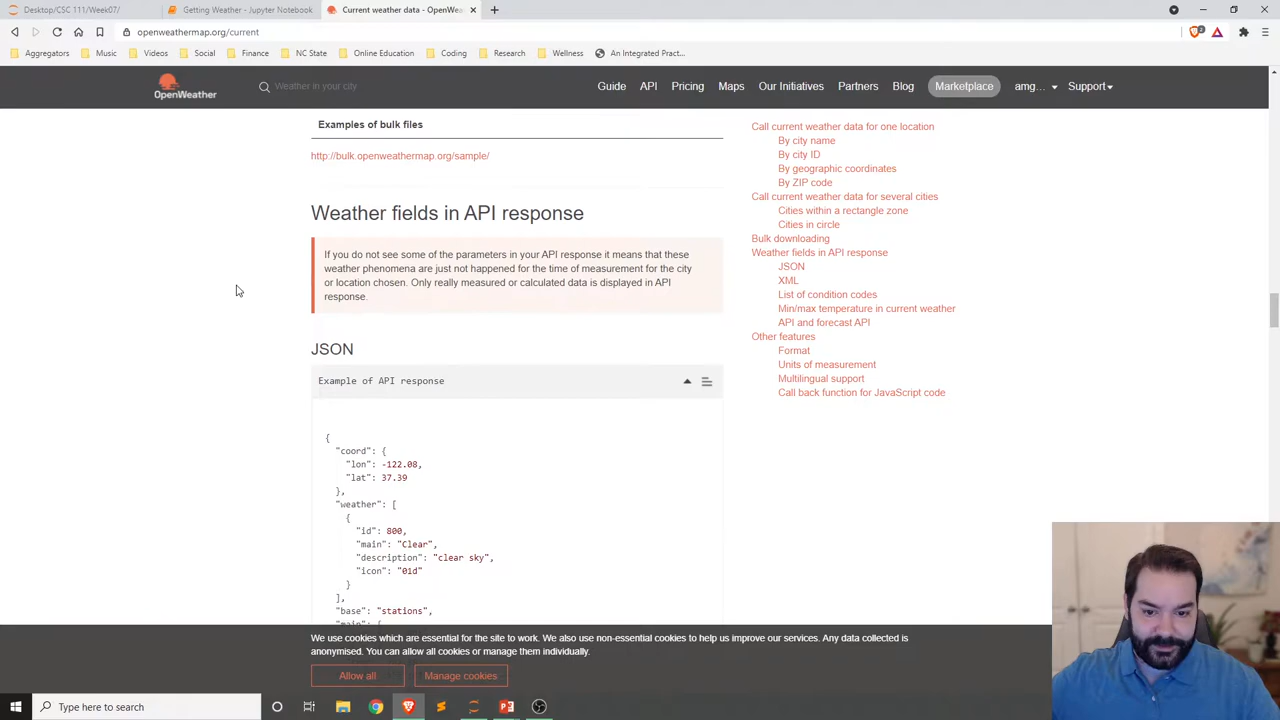 Desktop/CSC 111/Week07/
Getting Weather - Jupyter Notebook
Current weather data - OpenWea
openweathermap.org/current
Aggregators
Music
Videos
Social
Finance
NC State
Online Education
Coding
Research
Wellness
An Integrated Pract...
OpenWeather
Weather in your city
Guide
API
Pricing
Maps
Our Initiatives
Partners
Blog
Marketplace
amg...
Support
Examples of bulk files
http://bulk.openweathermap.org/sample/
Weather fields in API response
If you do not see some of the parameters in your API response it means that these
weather phenomena are just not happened for the time of measurement for the city
or location chosen. Only really measured or calculated data is displayed in API
response.
JSON
Example of API response
{
"coord": {
"lon": -122.08,
"lat": 37.39
},
"weather": [
{
"id": 800,
"main": "Clear",
"description": "clear sky",
"icon": "01d"
}
],
"base": "stations",
"main": {
Call current weather data for one location
By city name
By city ID
By geographic coordinates
By ZIP code
Call current weather data for several cities
Cities within a rectangle zone
Cities in circle
Bulk downloading
Weather fields in API response
JSON
XML
List of condition codes
Min/max temperature in current weather
API and forecast API
Other features
Format
Units of measurement
Multilingual support
Call back function for JavaScript code
We use cookies which are essential for the site to work. We also use non-essential cookies to help us improve our services. Any data collected is
anonymised. You can allow all cookies or manage them individually.
Allow all
Manage cookies
Type here to search